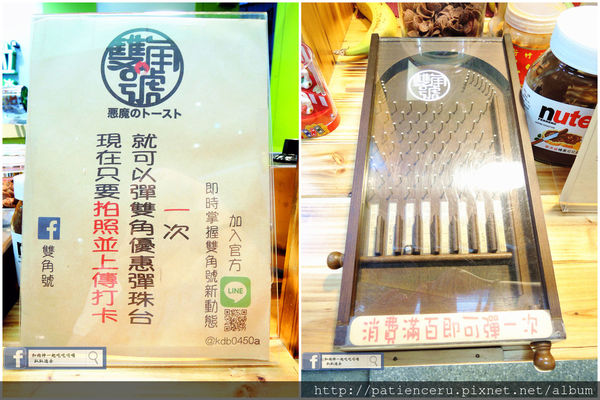 雙角の號
悪魔のトースト
現在只要拍照並上傳打卡
就可以彈雙角優惠彈珠台
一次
加入官方
即時掌握雙角號新動態
LINE
@kdb0450a
雙角號
雙角號
nutella
消費滿百即可彈一次
http://patienceru.pixnet.net/album